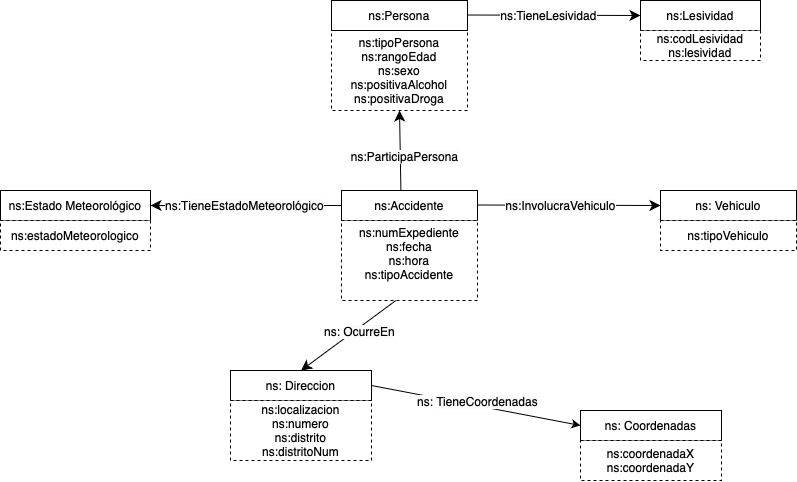 ns:Persona
ns:TieneLesividad
ns:Lesividad
ns:tipoPersona
ns:rangoEdad
ns:sexo
ns:positivaAlcohol
ns:positivaDroga
ns:codLesividad
ns:lesividad
ns:ParticipaPersona
ns:Estado Meteorológico
ns:TieneEstadoMeteorológico
ns:Accidente
ns:InvolucraVehiculo
ns: Vehiculo
ns:estadoMeteorologico
ns:numExpediente
ns:fecha
ns:hora
ns:tipoAccidente
ns:tipoVehiculo
ns: OcurreEn
ns: Direccion
ns: TieneCoordenadas
ns:localizacion
ns:numero
ns:distrito
ns:distritoNum
ns: Coordenadas
ns:coordenadaX
ns:coordenadaY